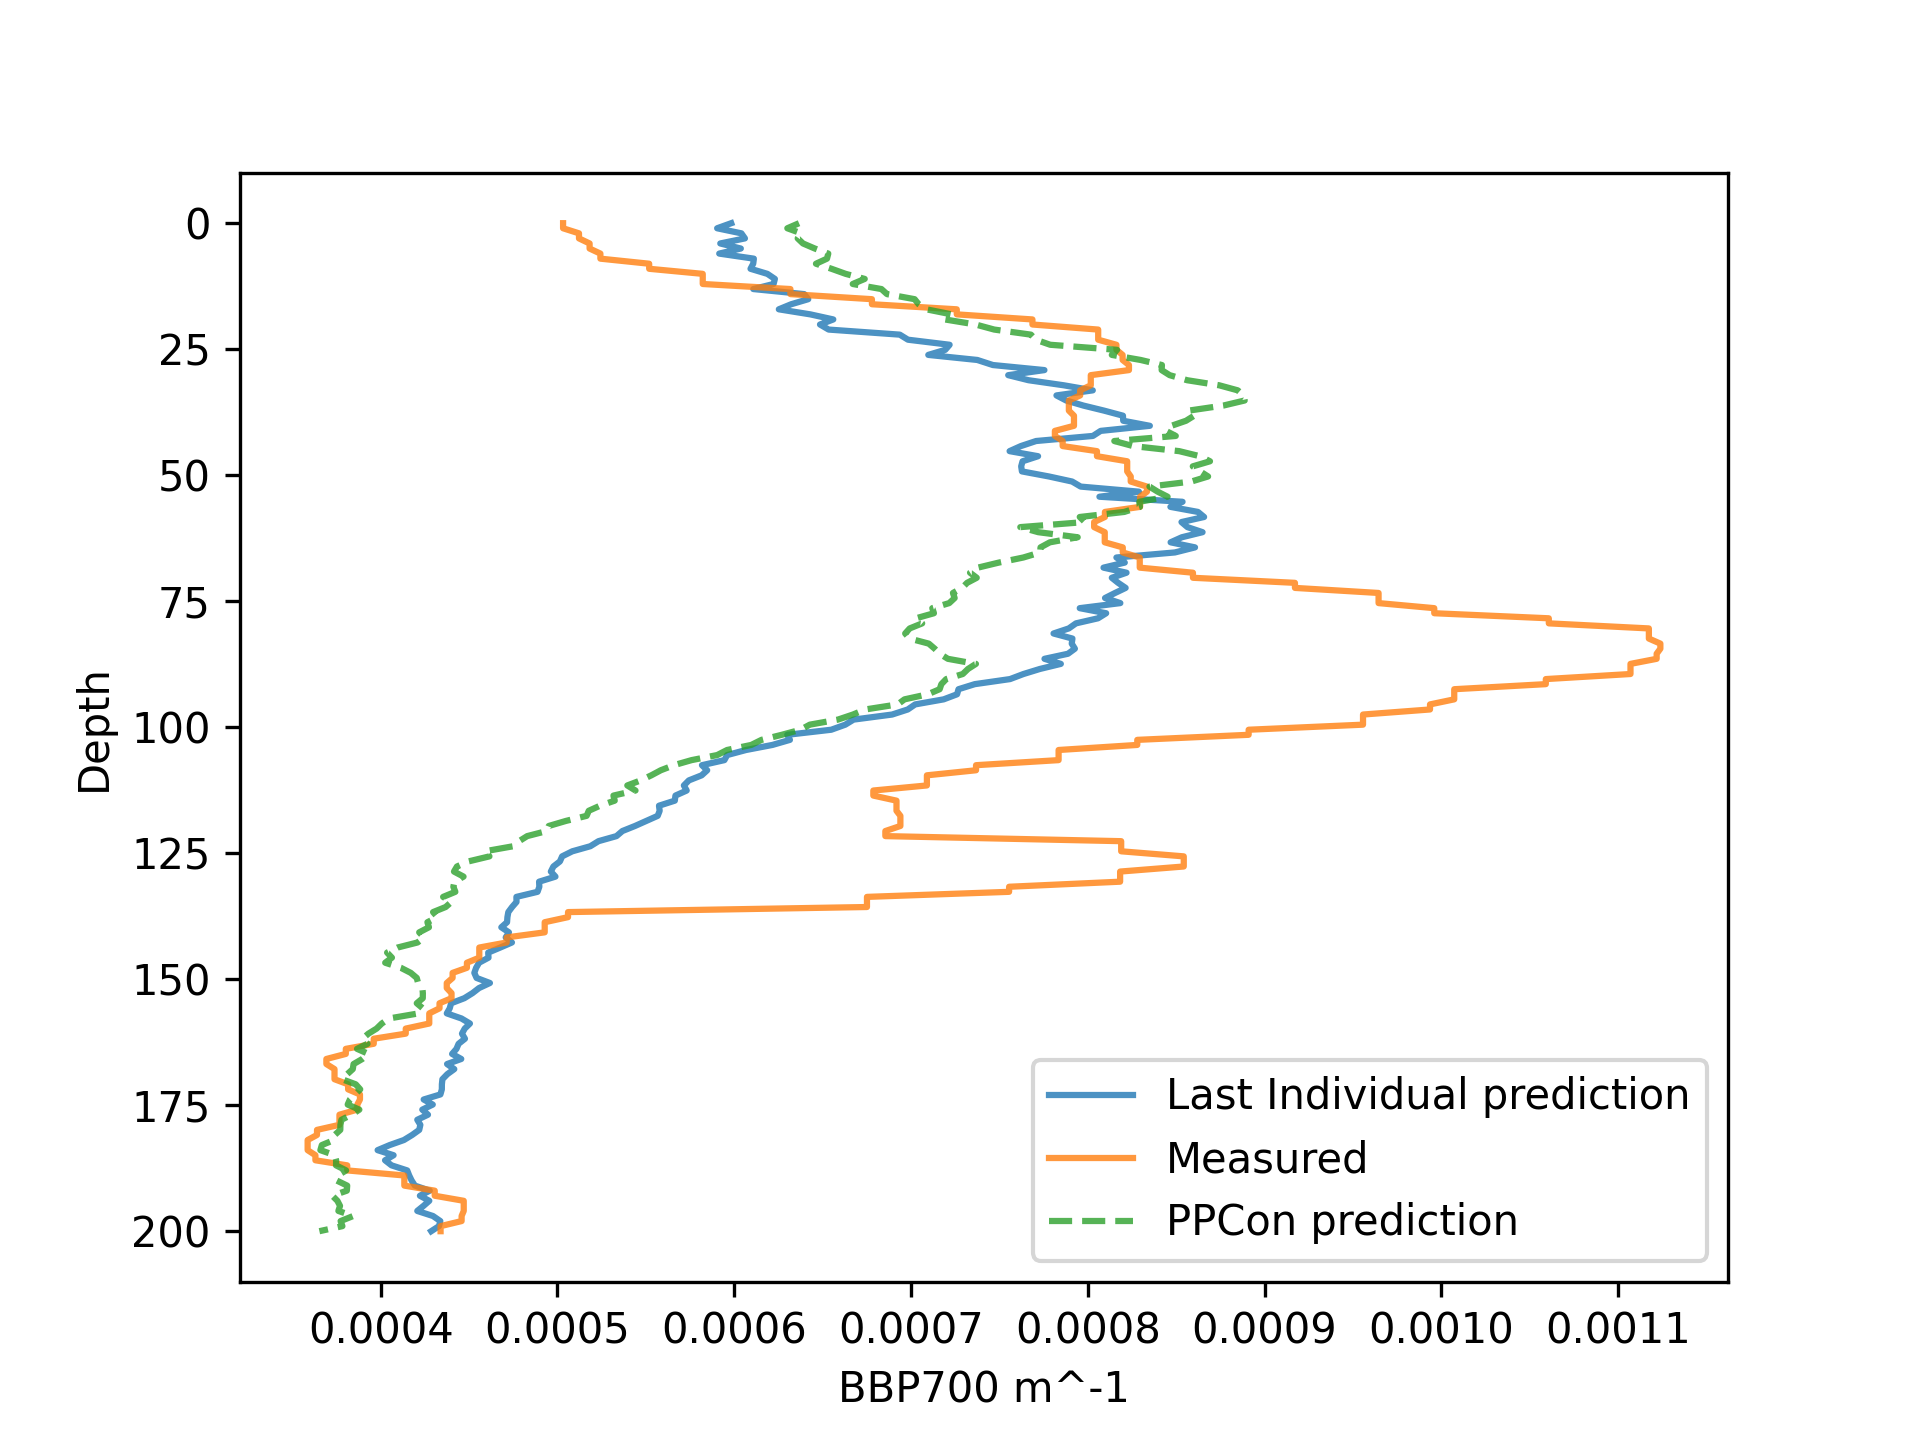 0
25
50
75
100
125
150
175
200
Depth
0.0004 0.0005 0.0006 0.0007 0.0008 0.0009 0.0010 0.0011
BBP700 m^-1
Last Individual prediction
Measured
PPCon prediction